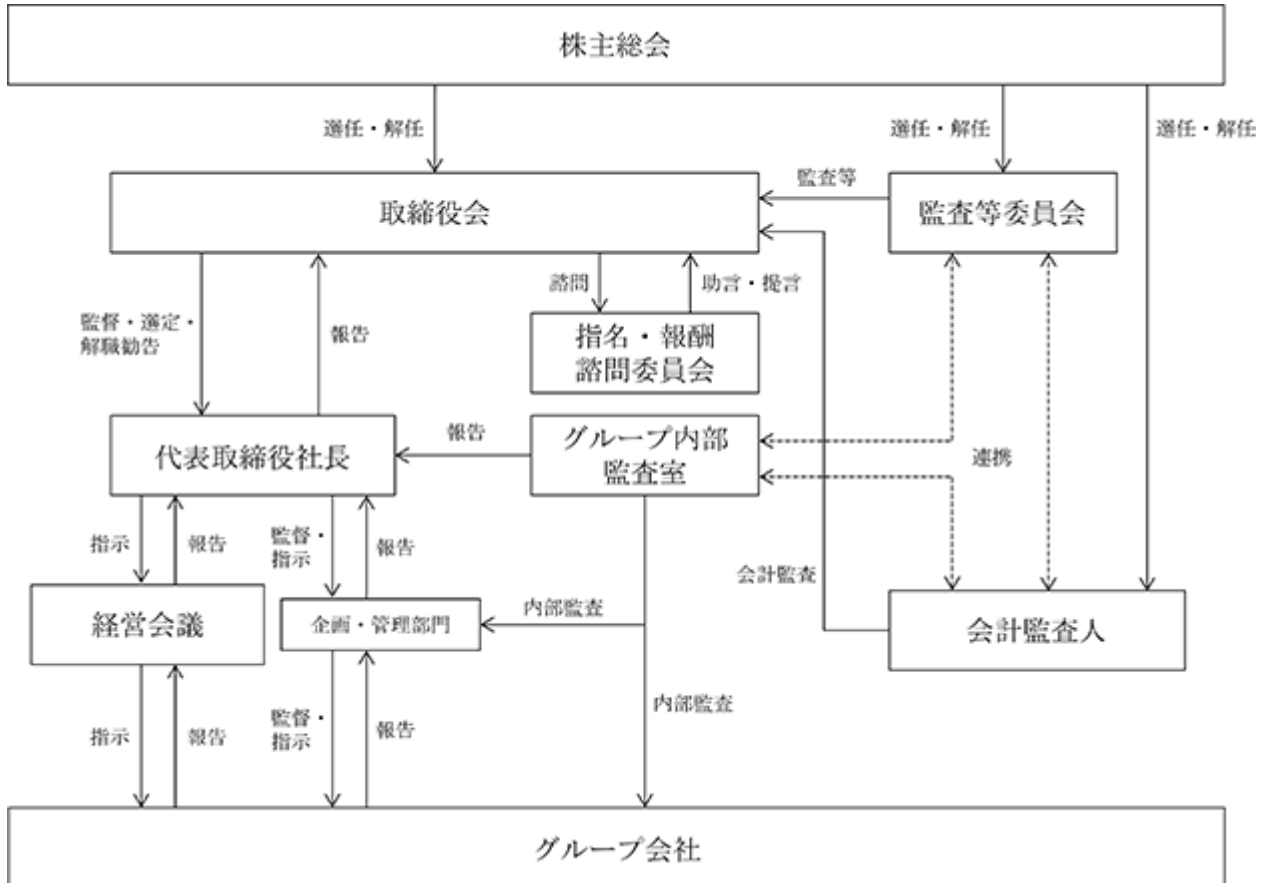 株主総会
選任・解任
選任・解任
選任・解任
監査等
取締役会
監査等委員会
諮問
助言・提言
監督・選定・
解職勧告
報告
指名・報酬
諮問委員会
代表取締役社長
報告
グループ内部
監査室
連携
指示
報告
監督・
指示
報告
会計監査
経営会議
企画・管理部門
内部監査
会計監査人
指示
報告
監督・
指示
報告
内部監査
グループ会社